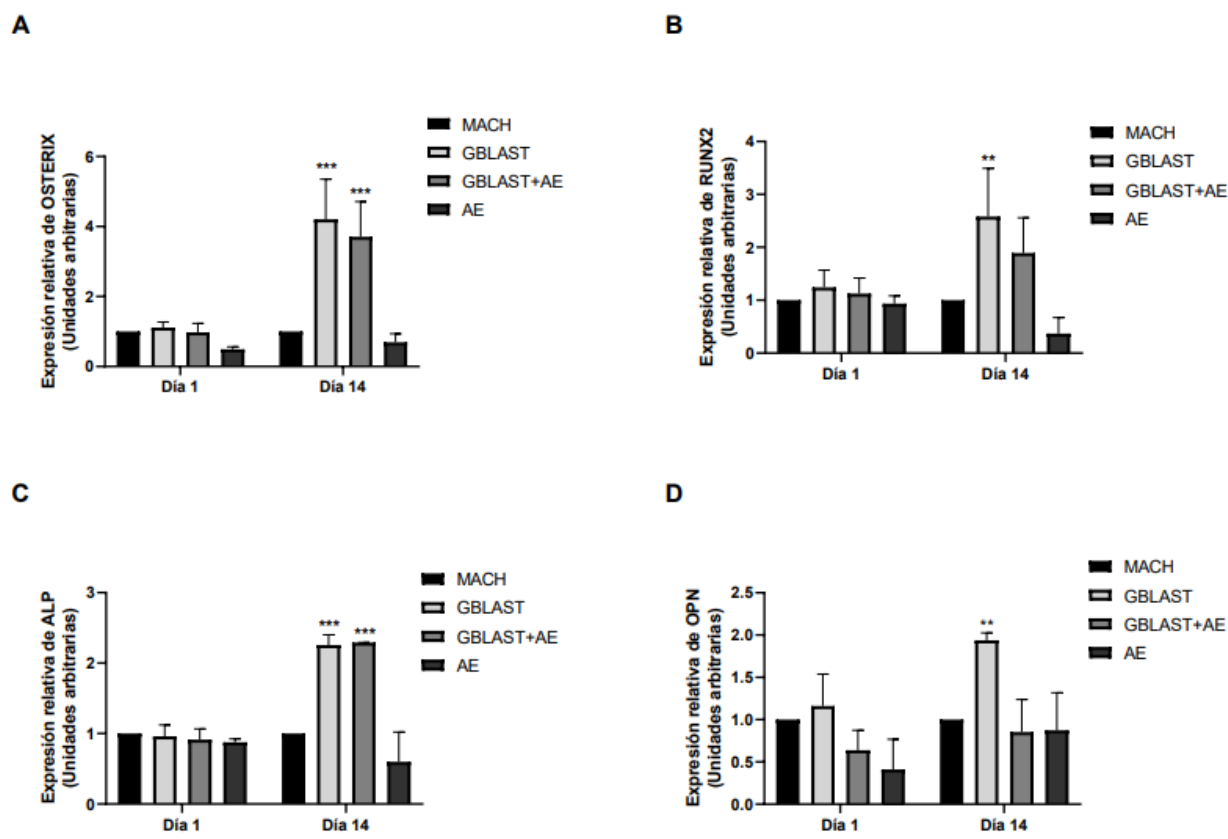 A
Expresión relativa de OSTERIX
(Unidades arbitrarias)
6
4
2
0
***
***
Día 1
Día 14
MACH
GBLAST
GBLAST+AE
AE
B
Expresión relativa de RUNX2
(Unidades arbitrarias)
4
3
2
1
0
**
Día 1
Día 14
MACH
GBLAST
GBLAST+AE
AE
C
Expresión relativa de ALP
(Unidades arbitrarias)
3
2
1
0
***
***
Día 1
Día 14
MACH
GBLAST
GBLAST+AE
AE
D
Expresión relativa de OPN
(Unidades arbitrarias)
2.5
2.0
1.5
1.0
0.5
0.0
**
Día 1
Día 14
MACH
GBLAST
GBLAST+AE
AE